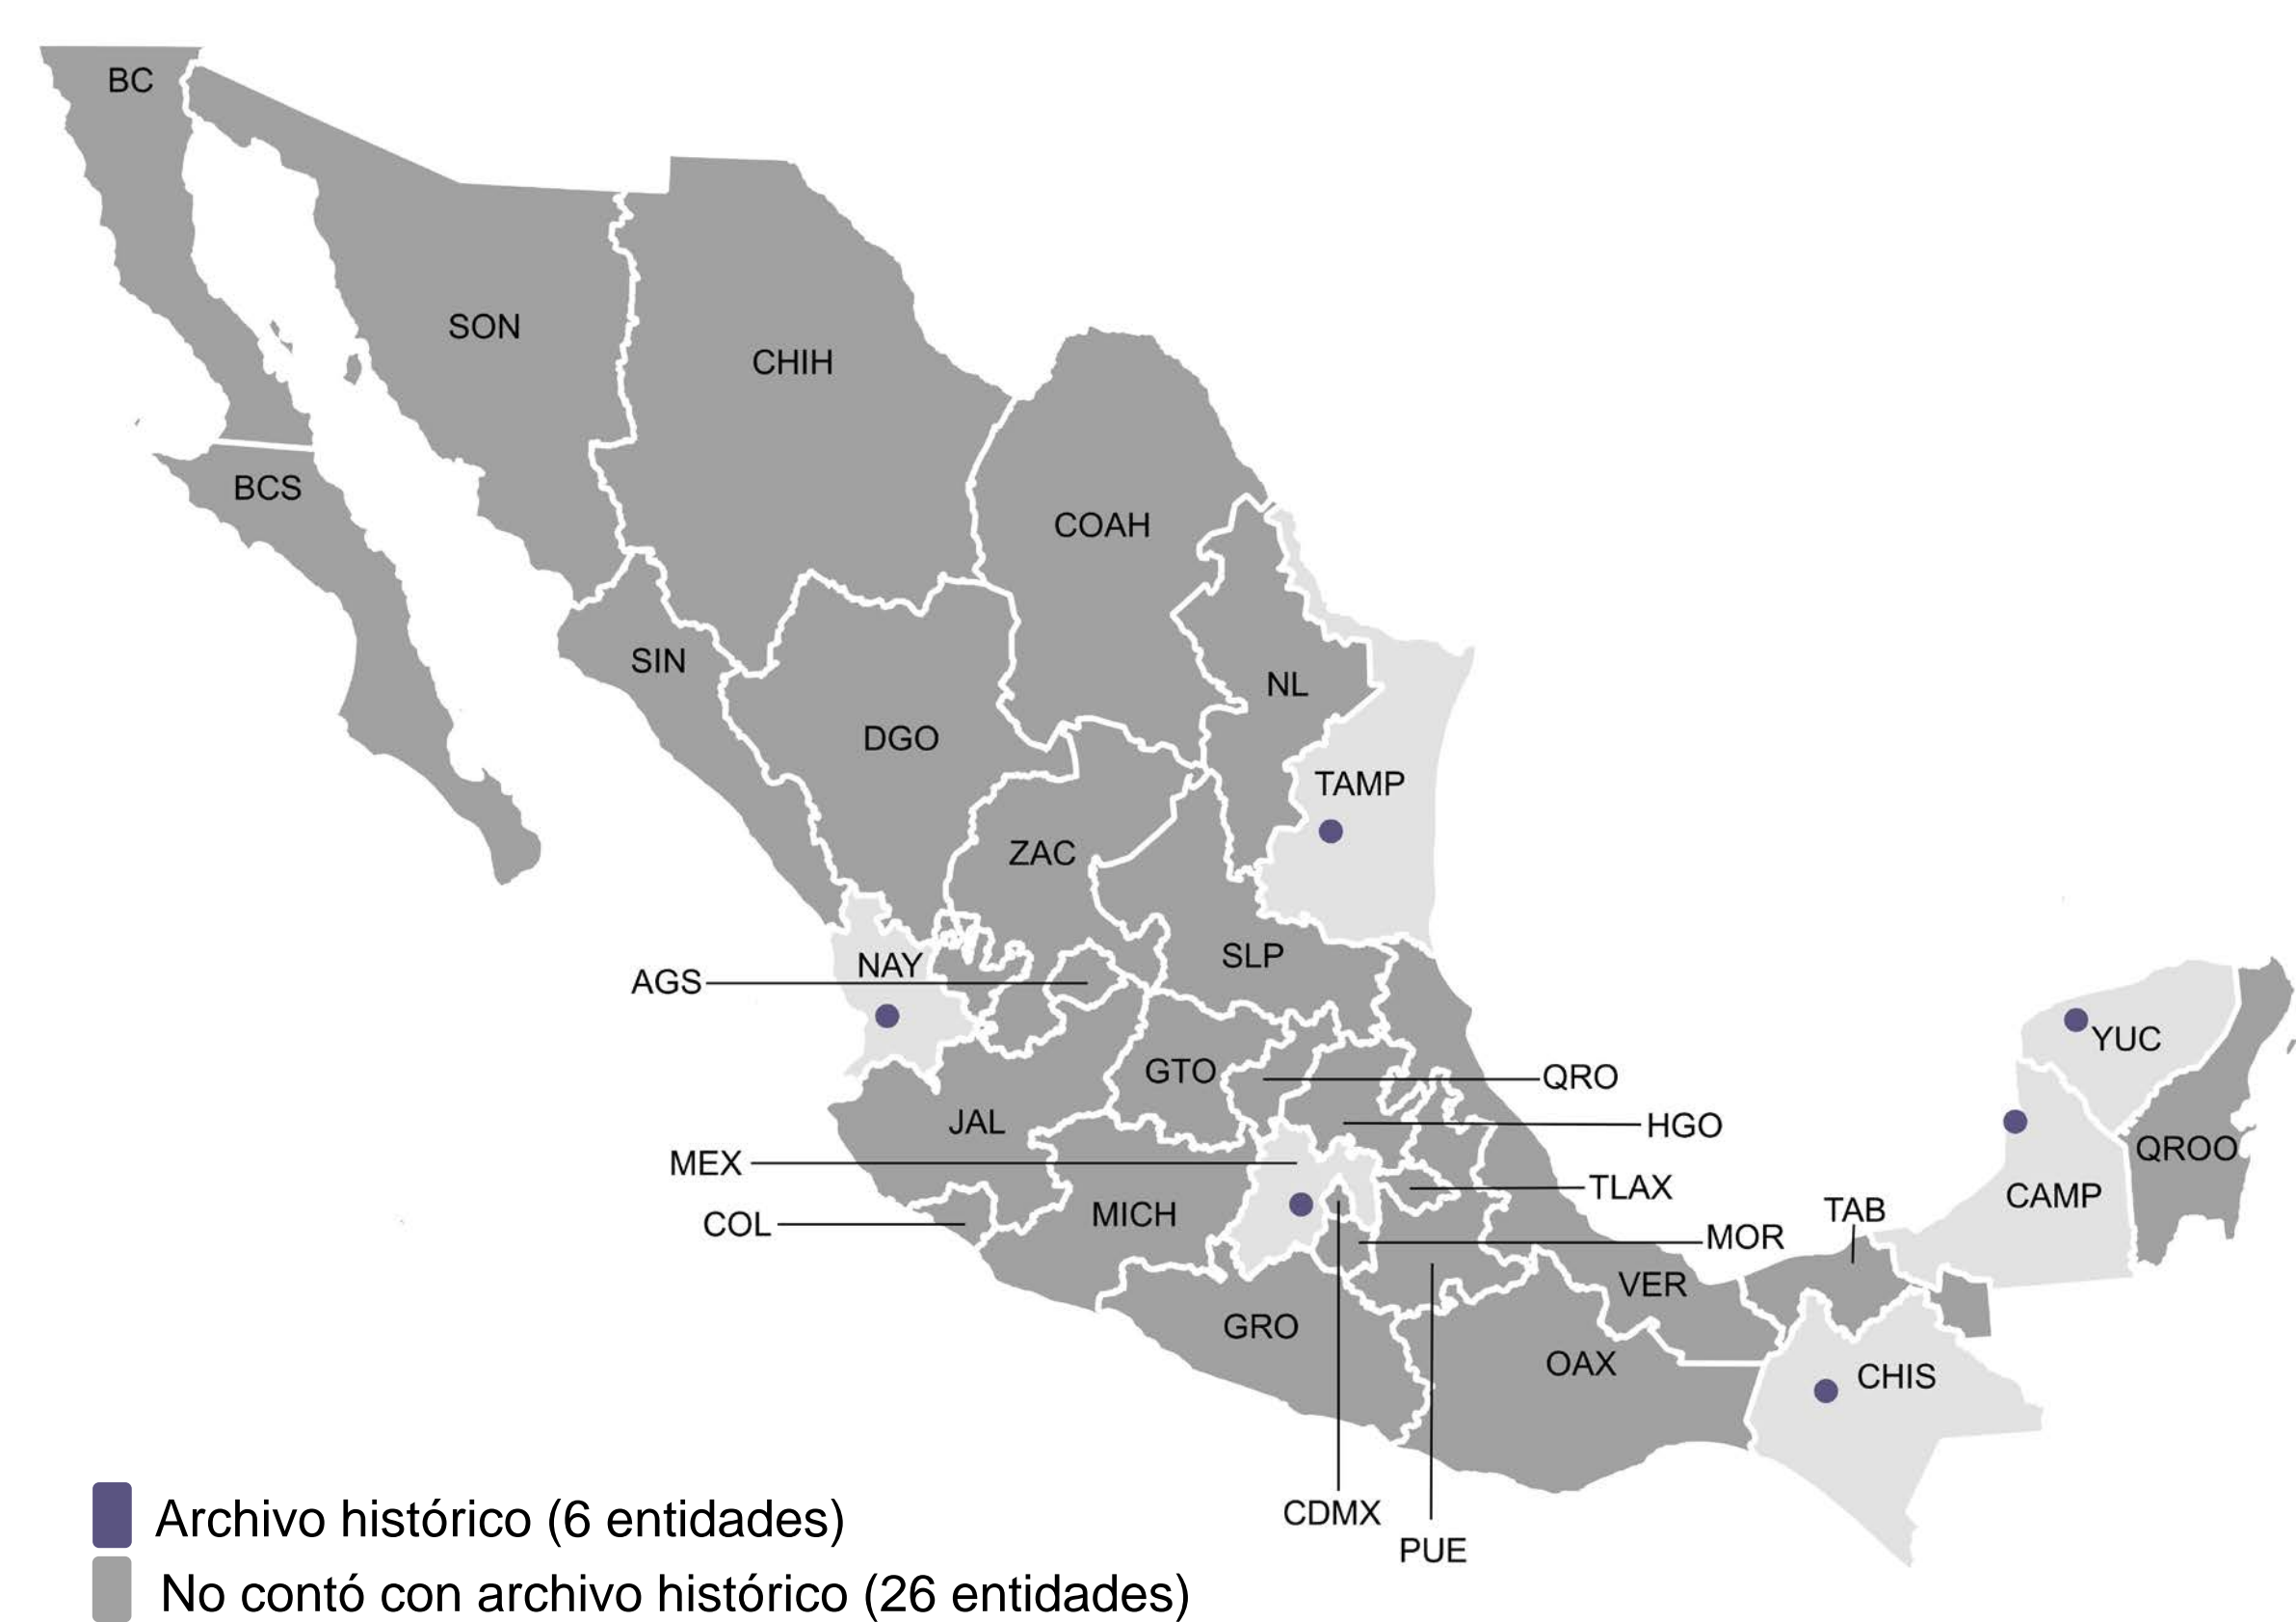 BC
SON
CHIH
BCS
COAH
SIN
NL
DGO
TAMP
ZAC
SLP
NAY
AGS
YUC
GTO
QRO
JAL
HGO
QROO
MEX
TLAX
CAMP
MICH
TAB
COL
MOR
VER
GRO
OAX
CHIS
CDMX
PUE
Archivo histórico (6 entidades)
No contó con archivo histórico (26 entidades)